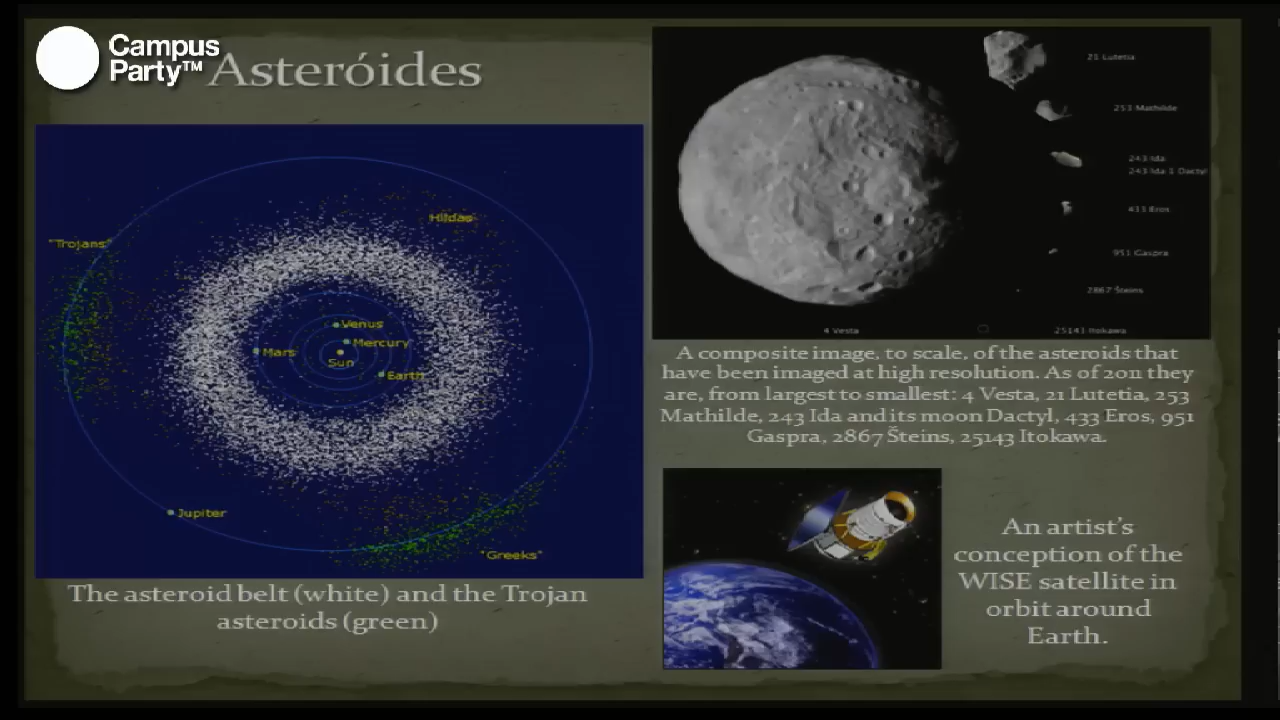 Campus
Party™
Asteróides
"Trojans"
Hildas
Venus
Mercury
Mars
Sun
Earth
Jupiter
"Greeks"
The asteroid belt (white) and the Trojan
asteroids (green)
21 Lutetia
253 Mathilde
243 Ida
243 Ida 1 Dactyl
433 Eros
951 Gaspra
2867 Šteins
4 Vesta
25143 Itokawa
A composite image, to scale, of the asteroids that
have been imaged at high resolution. As of 2011 they
are, from largest to smallest: 4 Vesta, 21 Lutetia, 253
Mathilde, 243 Ida and its moon Dactyl, 433 Eros, 951
Gaspra, 2867 Šteins, 25143 Itokawa.
An artist's
conception of the
WISE satellite in
orbit around
Earth.